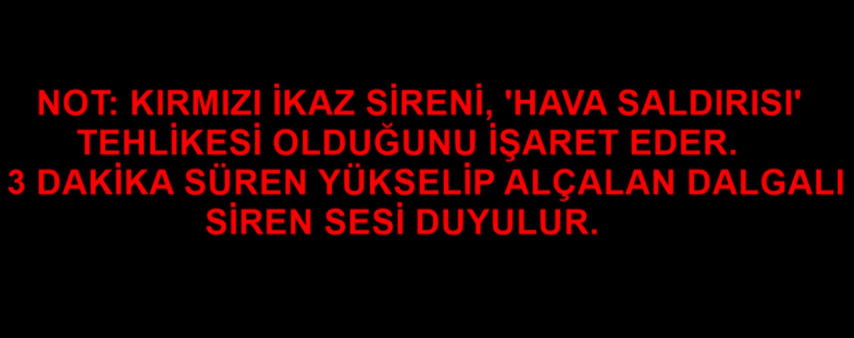 NOT: KIRMIZI İKAZ SİRENİ, 'HAVA SALDIRISI'
TEHLİKESİ OLDUĞUNU İŞARET EDER.
3 DAKİKA SÜREN YÜKSELİP ALÇALAN DALGALI
SİREN SESİ DUYULUR.